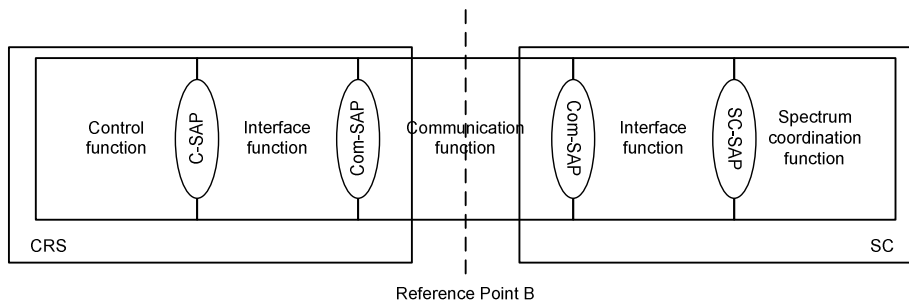 Control
function
C-SAP
Interface
function
Com-SAP
Communication
function
Com-SAP
Interface
function
SC-SAP
Spectrum
coordination
function
CRS
SC
Reference Point B